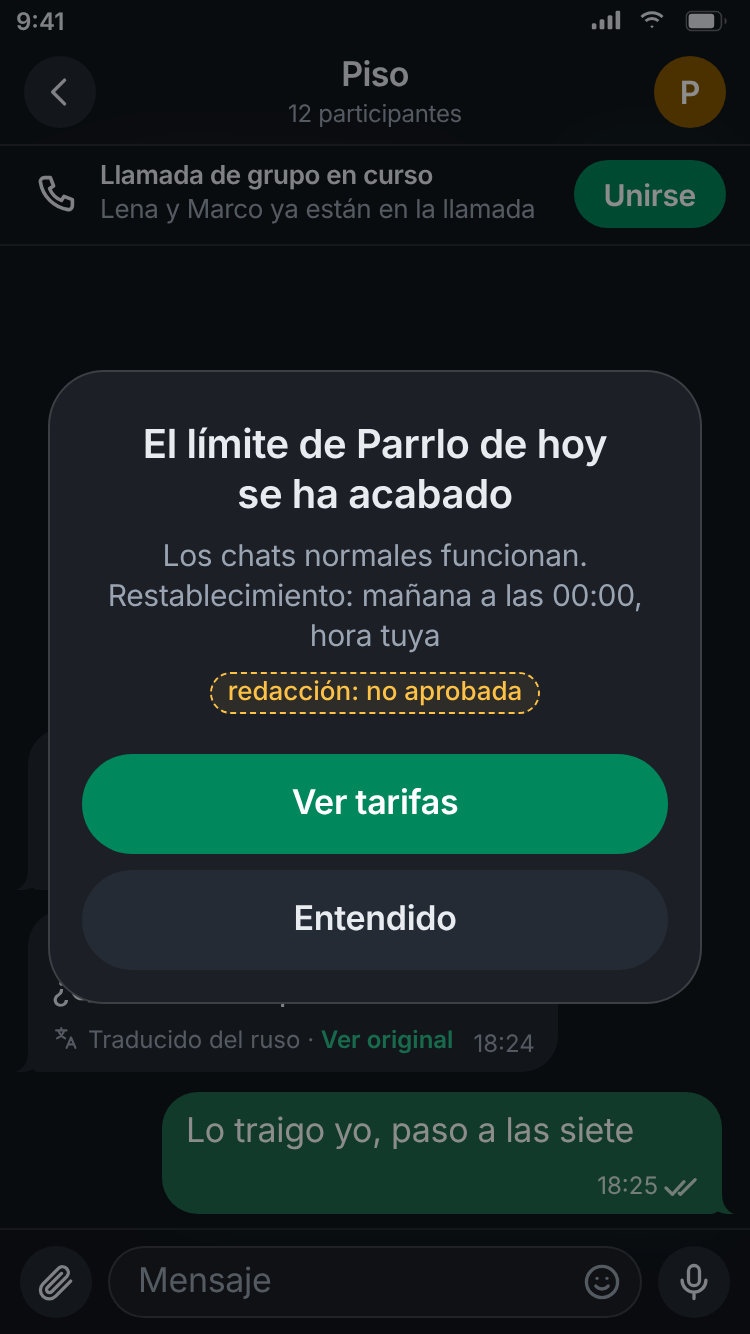 9:41
Piso
12 participantes
P
Llamada de grupo en curso
Lena y Marco ya están en la llamada
Unirse
El límite de Parrlo de hoy
se ha acabado
Los chats normales funcionan.
Restablecimiento: mañana a las 00:00,
hora tuya
redacción: no aprobada
Ver tarifas
Entendido
Traducido del ruso · Ver original 18:24
Lo traigo yo, paso a las siete
18:25
Mensaje